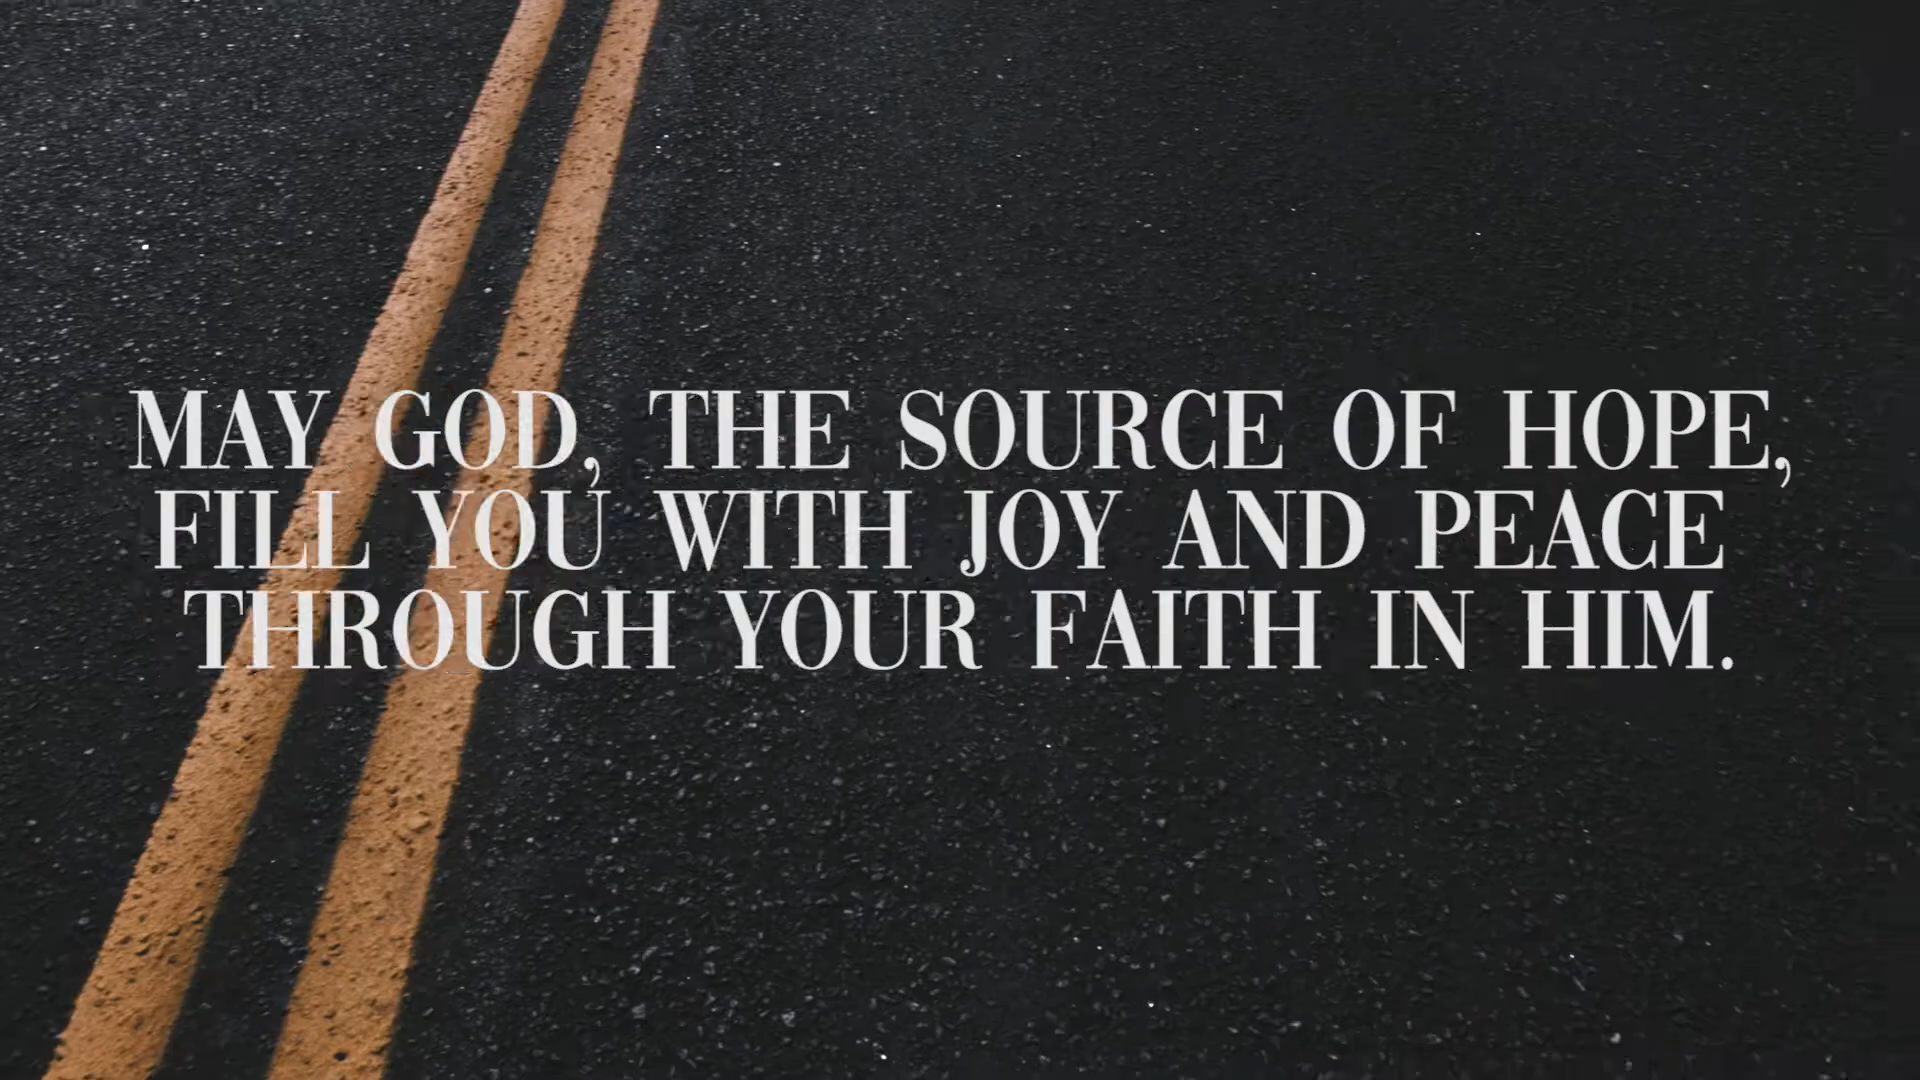 MAY GOD, THE SOURCE OF HOPE,
FILL YOU WITH JOY AND PEACE
THROUGH YOUR FAITH IN HIM.